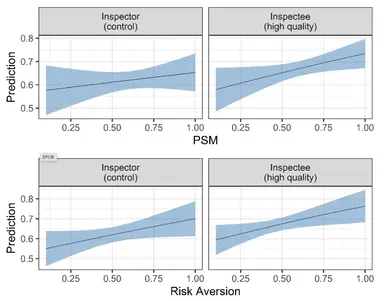 Inspector Inspectee
(control) (high quality)
Prediction
0.8
0.7
0.6
0.5
0.25 0.50 0.75 1.00 0.25 0.50 0.75 1.00
PSM
EPUB
Inspector Inspectee
(control) (high quality)
Prediction
0.8
0.7
0.6
0.5
0.25 0.50 0.75 1.00 0.25 0.50 0.75 1.00
Risk Aversion